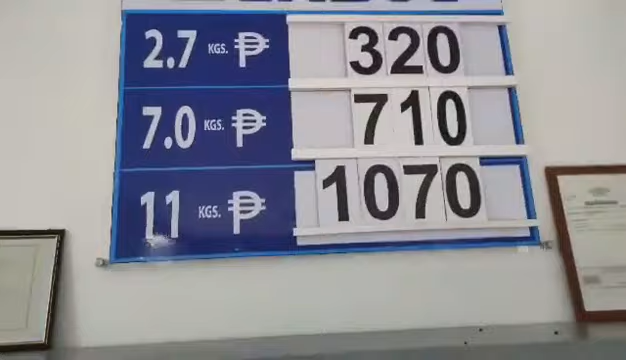 2.7 KGS. ₱ 320
7.0 KGS. ₱ 710
11 KGS. ₱ 1070